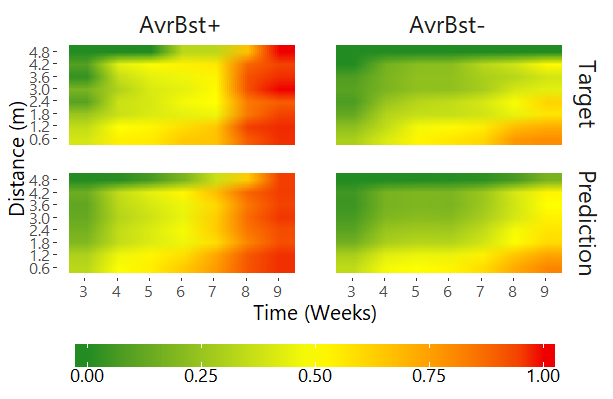 AvrBst+ AvrBst-
4.8
4.2
3.6
3.0
2.4
1.8
1.2
0.6
Target
4.8
4.2
3.6
3.0
2.4
1.8
1.2
0.6
Prediction
Distance (m)
3 4 5 6 7 8 9 3 4 5 6 7 8 9
Time (Weeks)
0.00 0.25 0.50 0.75 1.00